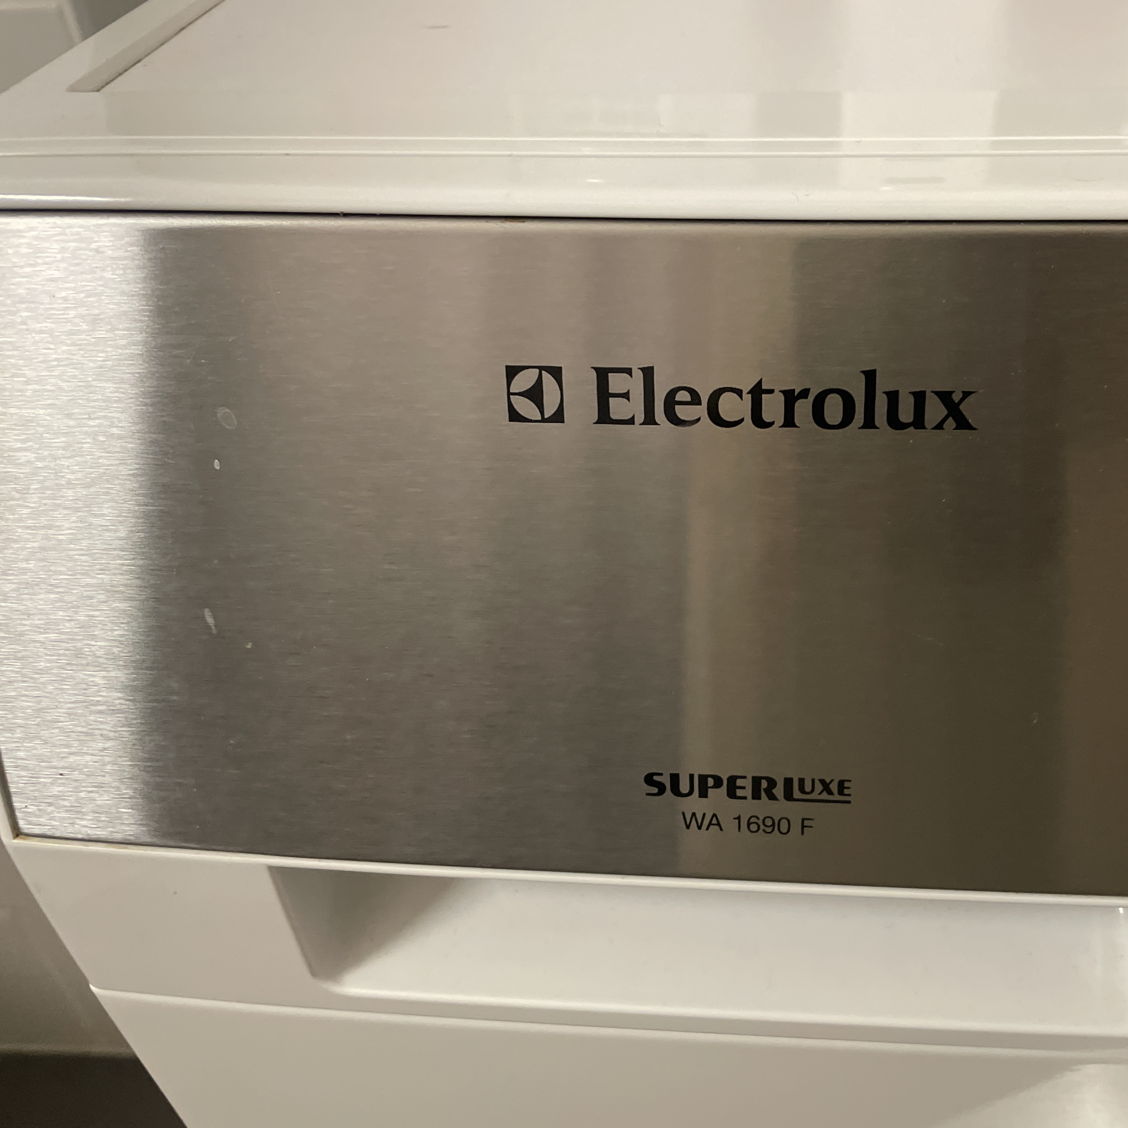 Electrolux
SUPERLUXE
WA 1690 F